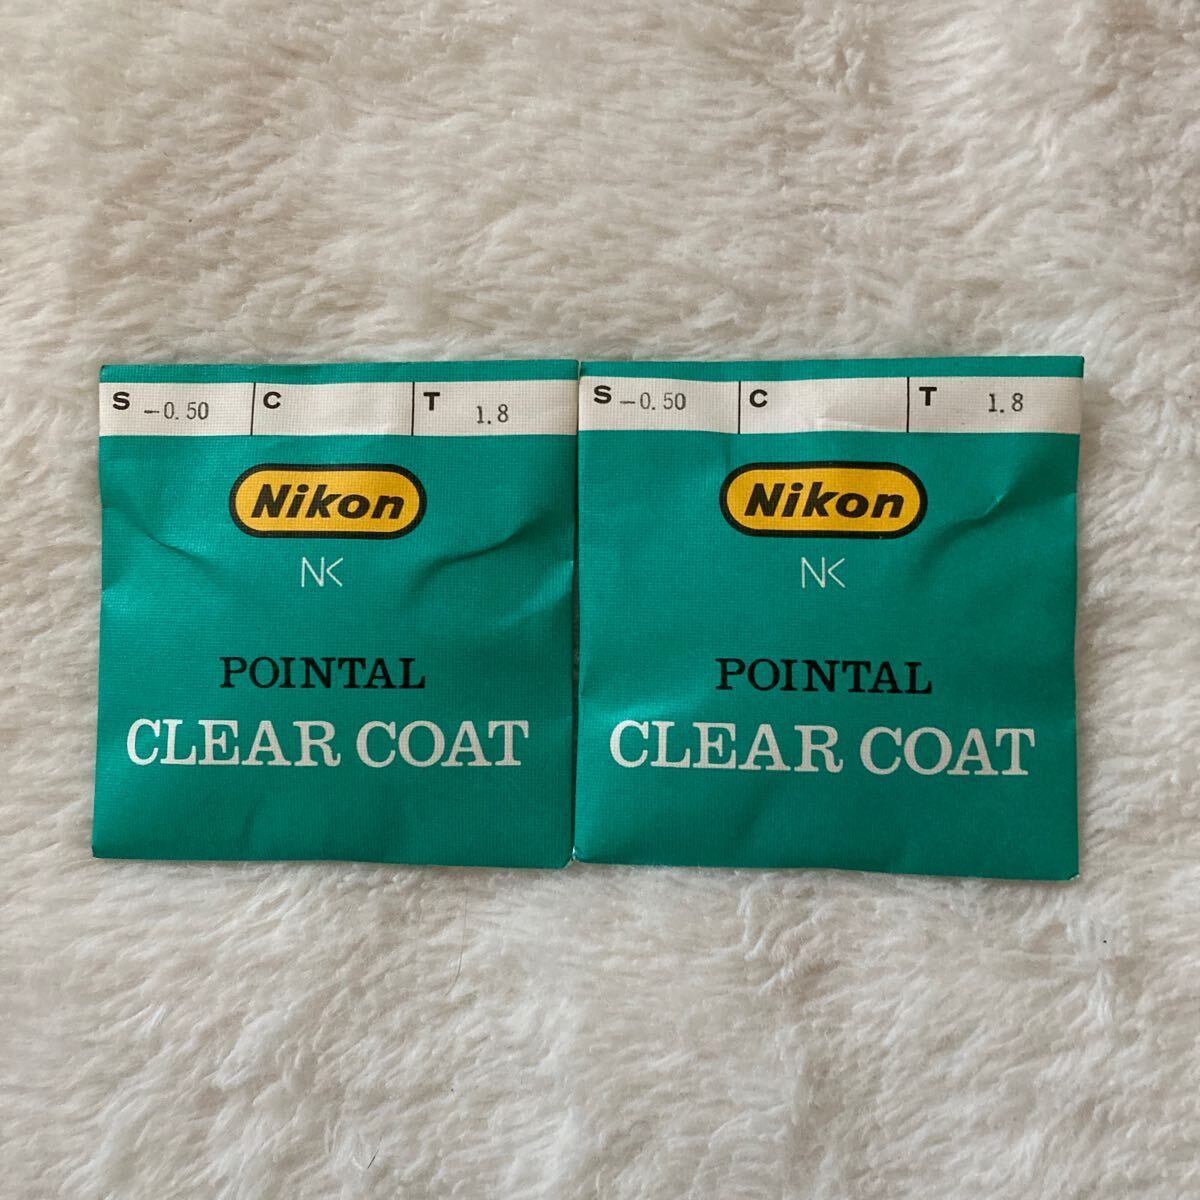 S -0.50 C T 1.8
Nikon
NK
POINTAL
CLEAR COAT
S -0.50 C T 1.8
Nikon
NK
POINTAL
CLEAR COAT